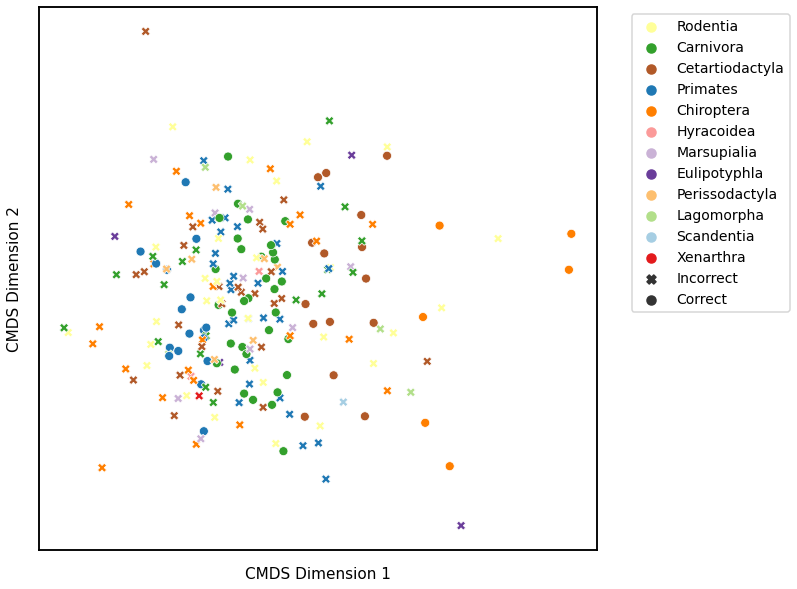 Rodentia
Carnivora
Cetartiodactyla
Primates
Chiroptera
Hyracoidea
Marsupialia
Eulipotyphla
Perissodactyla
Lagomorpha
Scandentia
Xenarthra
Incorrect
Correct
CMDS Dimension 2
CMDS Dimension 1